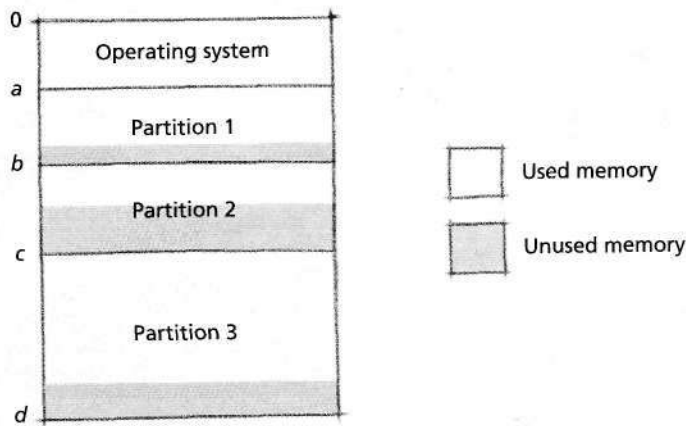 0
Operating system
a
Partition 1
b
Partition 2
c
Partition 3
d
Used memory
Unused memory